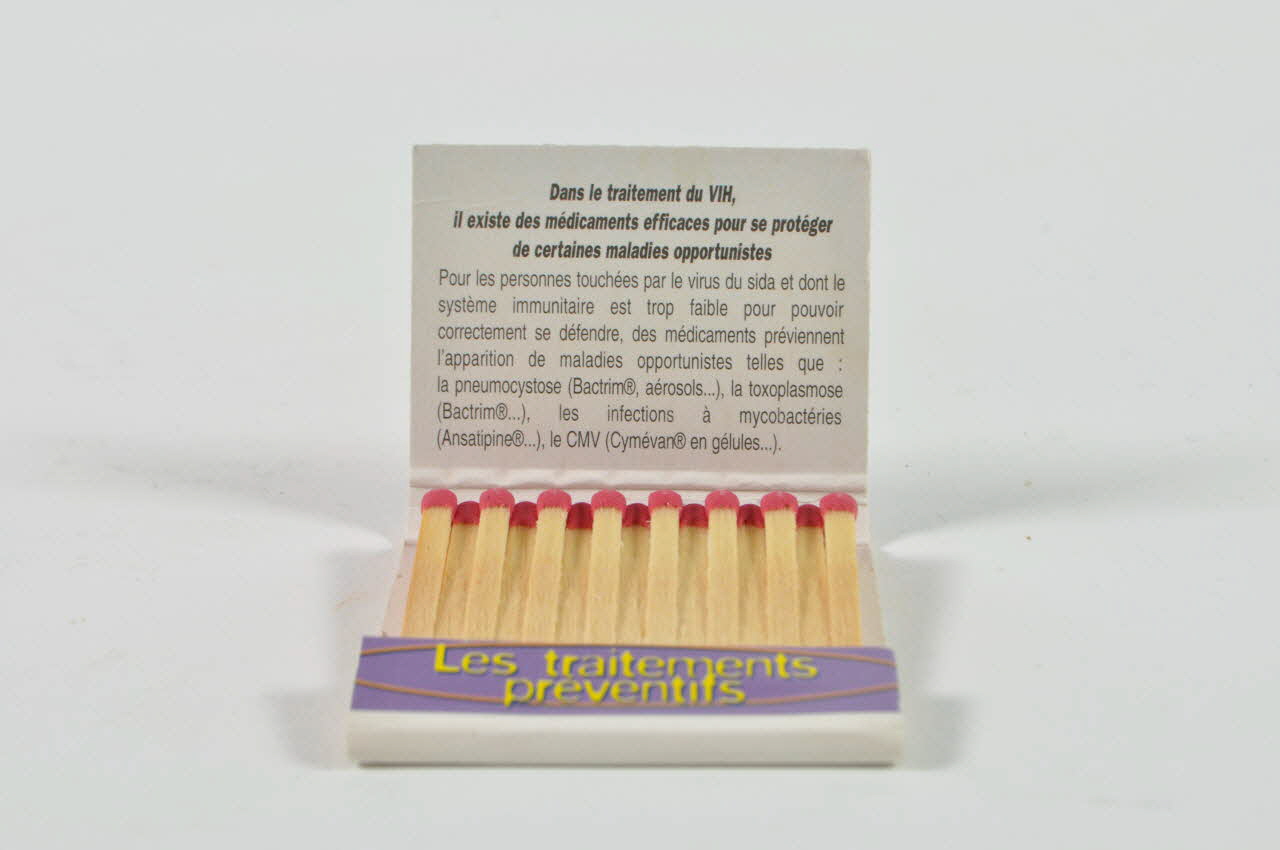 Dans le traitement du VIH,
il existe des médicaments efficaces pour se protéger
de certaines maladies opportunistes
Pour les personnes touchées par le virus du sida et dont le
système immunitaire est trop faible pour pouvoir
correctement se défendre, des médicaments préviennent
l'apparition de maladies opportunistes telles que :
la pneumocystose (Bactrim®, aérosols...), la toxoplasmose
(Bactrim®...), les infections à mycobactéries
(Ansatipine®...), le CMV (Cymévan® en gélules...).
Les traitements
préventifs